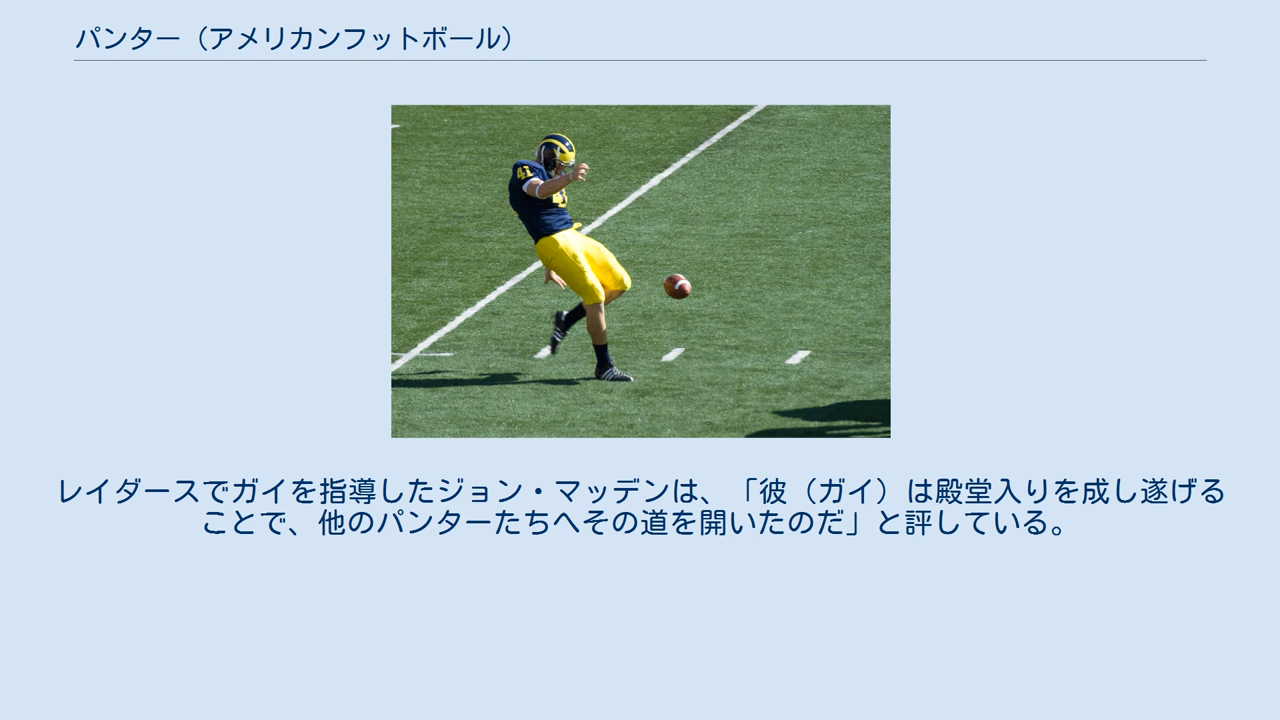 パンター（アメリカンフットボール）
41
レイダースでガイを指導したジョン・マッデンは、「彼（ガイ）は殿堂入りを成し遂げる
ことで、他のパンターたちへその道を開いたのだ」と評している。